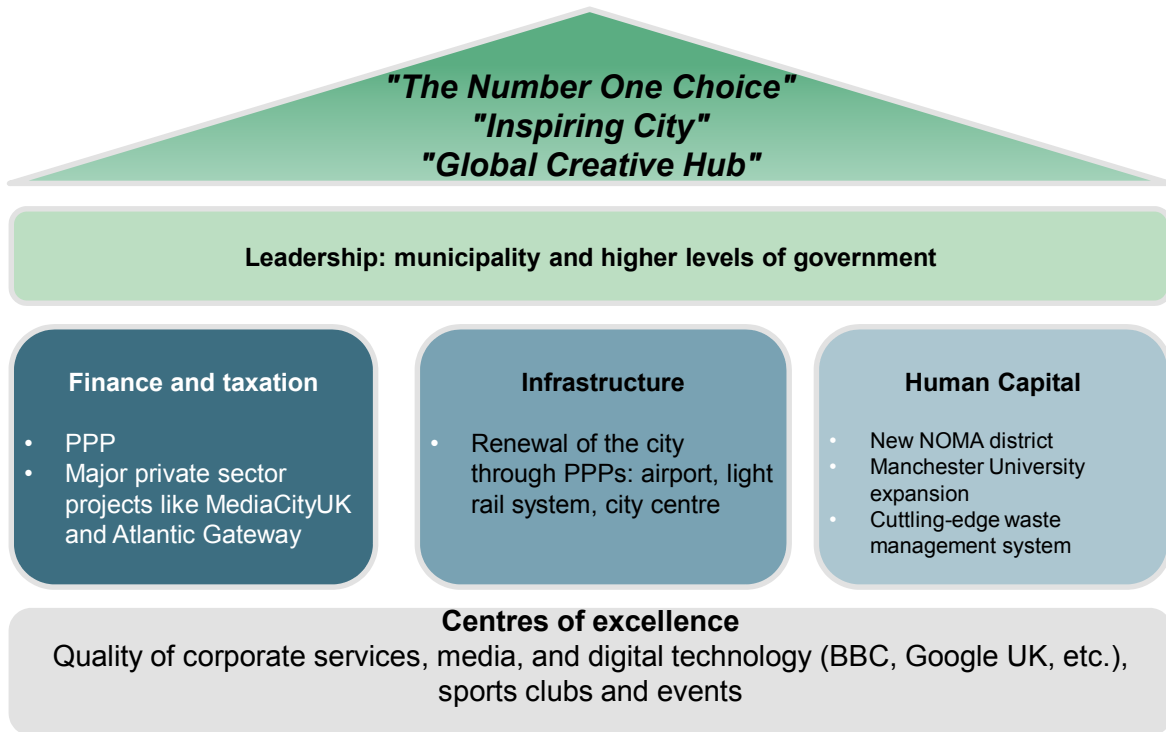 "The Number One Choice"
"Inspiring City"
"Global Creative Hub"
Leadership: municipality and higher levels of government
Finance and taxation
• PPP
• Major private sector
projects like MediaCityUK
and Atlantic Gateway
Infrastructure
• Renewal of the city
through PPPs: airport, light
rail system, city centre
Human Capital
• New NOMA district
• Manchester University
expansion
• Cuttling-edge waste
management system
Centres of excellence
Quality of corporate services, media, and digital technology (BBC, Google UK, etc.),
sports clubs and events